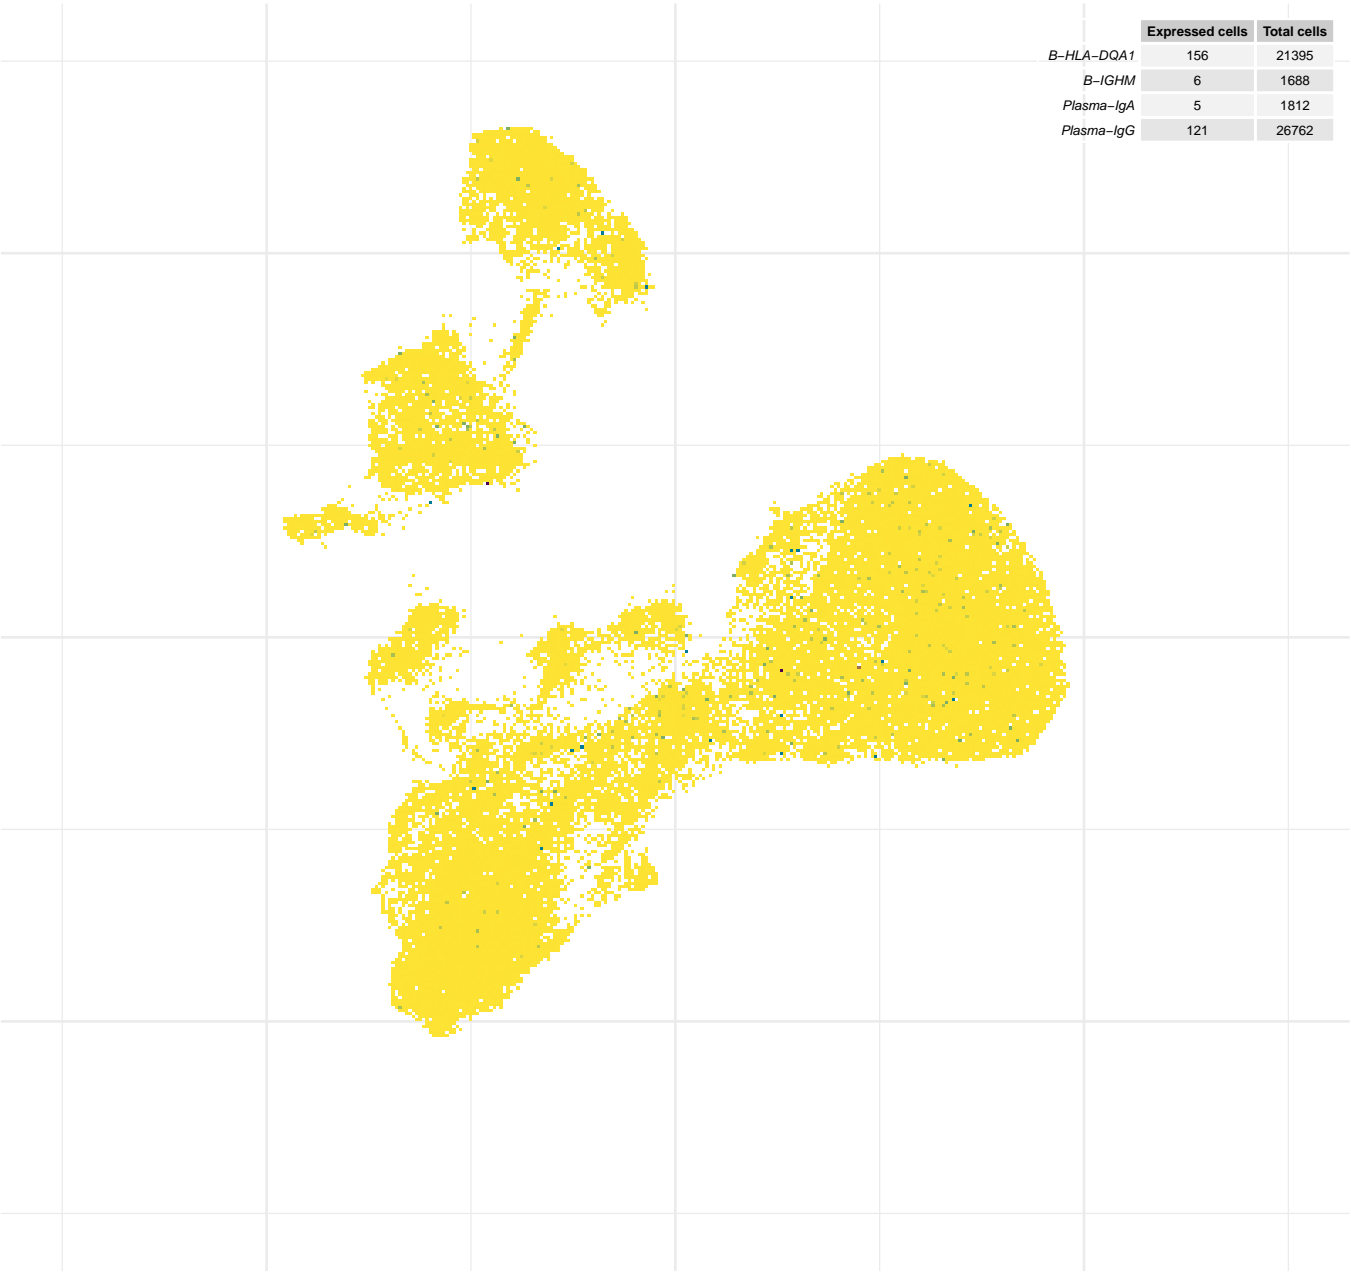 Expressed cells Total cells
B−HLA−DQA1 156 21395
B−IGHM 6 1688
Plasma−IgA 5 1812
Plasma−IgG 121 26762